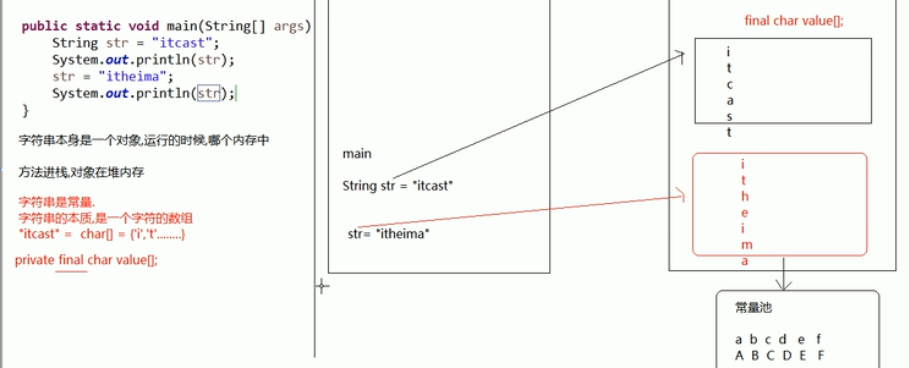 public static void main(String[] args)
String str = "itcast";
System.out.println(str);
str = "itheima";
System.out.println(str);
}
字符串本身是一个对象,运行的时候,哪个内存中
方法进栈,对象在堆内存
字符串是常量.
字符串的本质,是一个字符的数组
"itcast" = char[] = {'i','t'........}
private final char value[];
main
String str = "itcast"
str= "itheima"
final char value[];
i
t
c
a
s
t
i
t
h
e
i
m
a
常量池
a b c d e f
A B C D E F